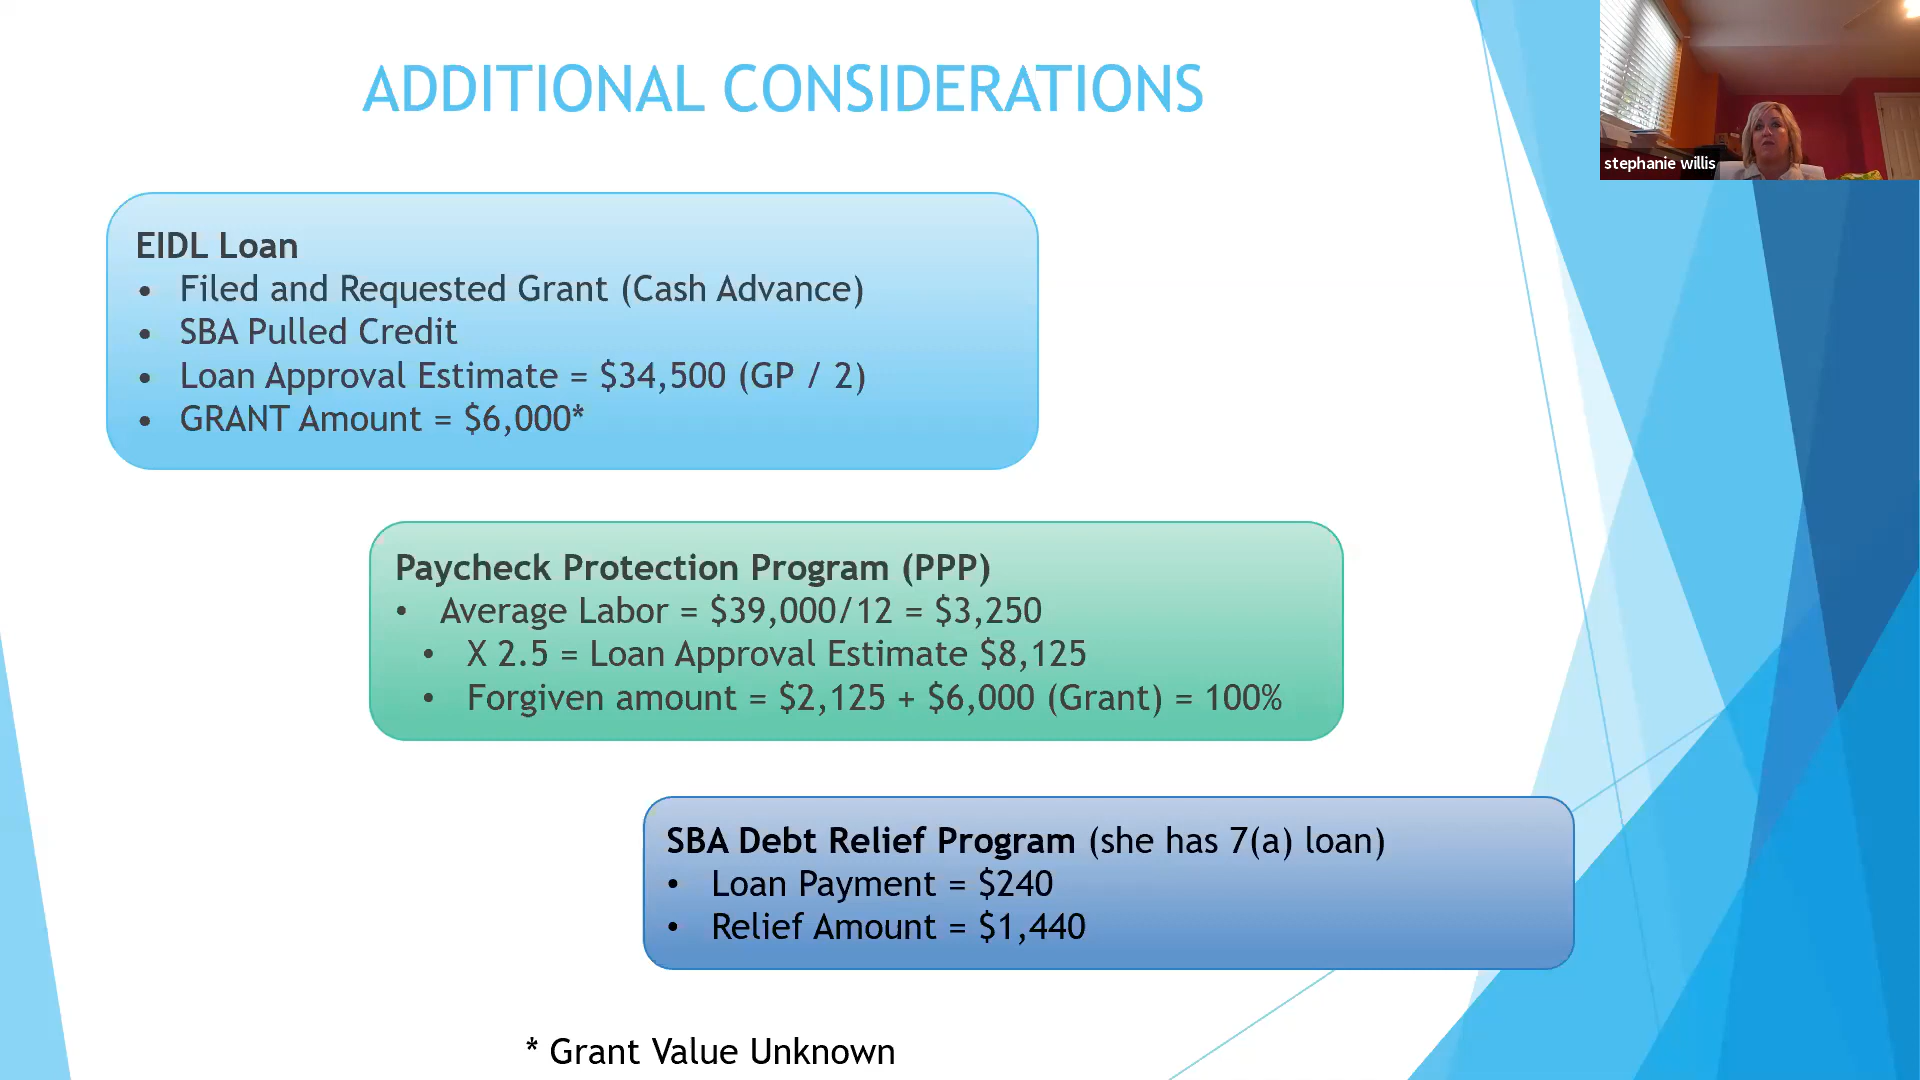 ADDITIONAL CONSIDERATIONS
stephanie willis
EIDL Loan
• Filed and Requested Grant (Cash Advance)
• SBA Pulled Credit
• Loan Approval Estimate = $34,500 (GP / 2)
• GRANT Amount = $6,000*
Paycheck Protection Program (PPP)
• Average Labor = $39,000/12 = $3,250
• X 2.5 = Loan Approval Estimate $8,125
• Forgiven amount = $2,125 + $6,000 (Grant) = 100%
SBA Debt Relief Program (she has 7(a) loan)
• Loan Payment = $240
• Relief Amount = $1,440
* Grant Value Unknown